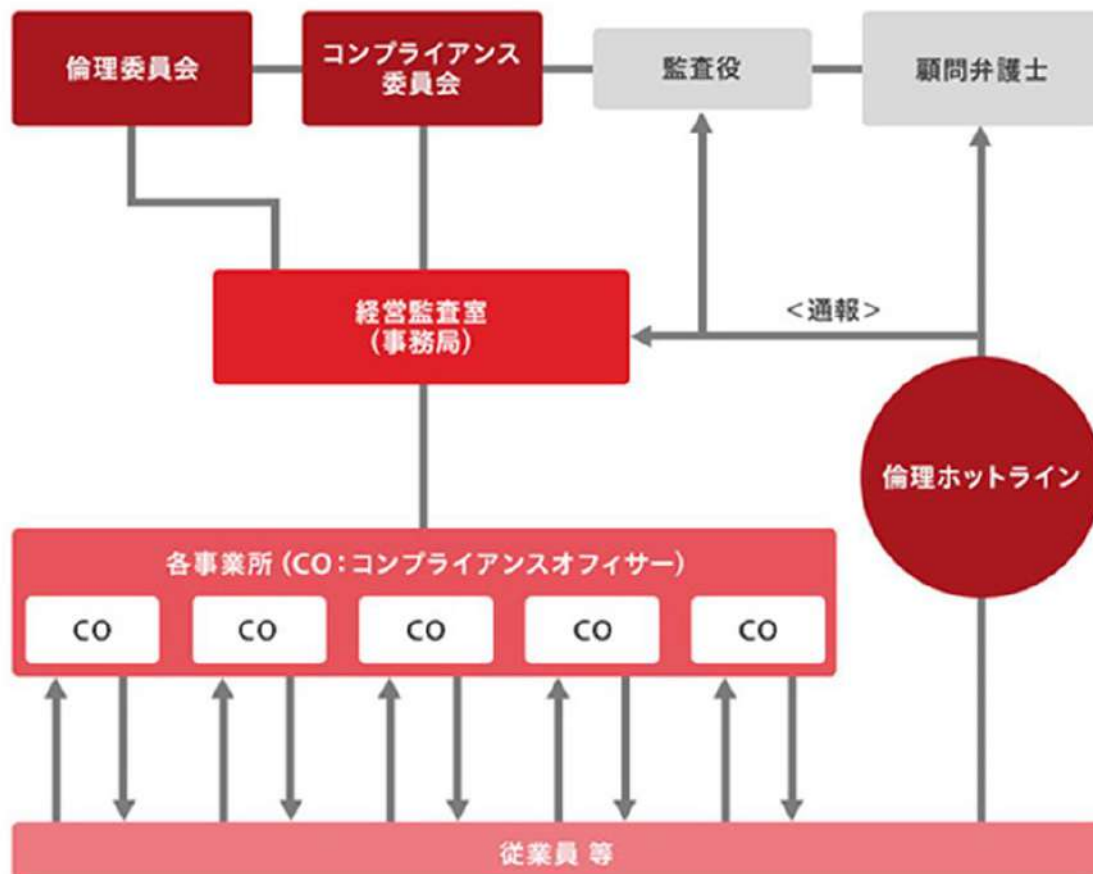 倫理委員会
コンプライアンス
委員会
監査役
顧問弁護士
経営監査室
(事務局)
<通報>
倫理ホットライン
各事業所 (CO:コンプライアンスオフィサー)
CO
CO
CO
CO
CO
従業員 等